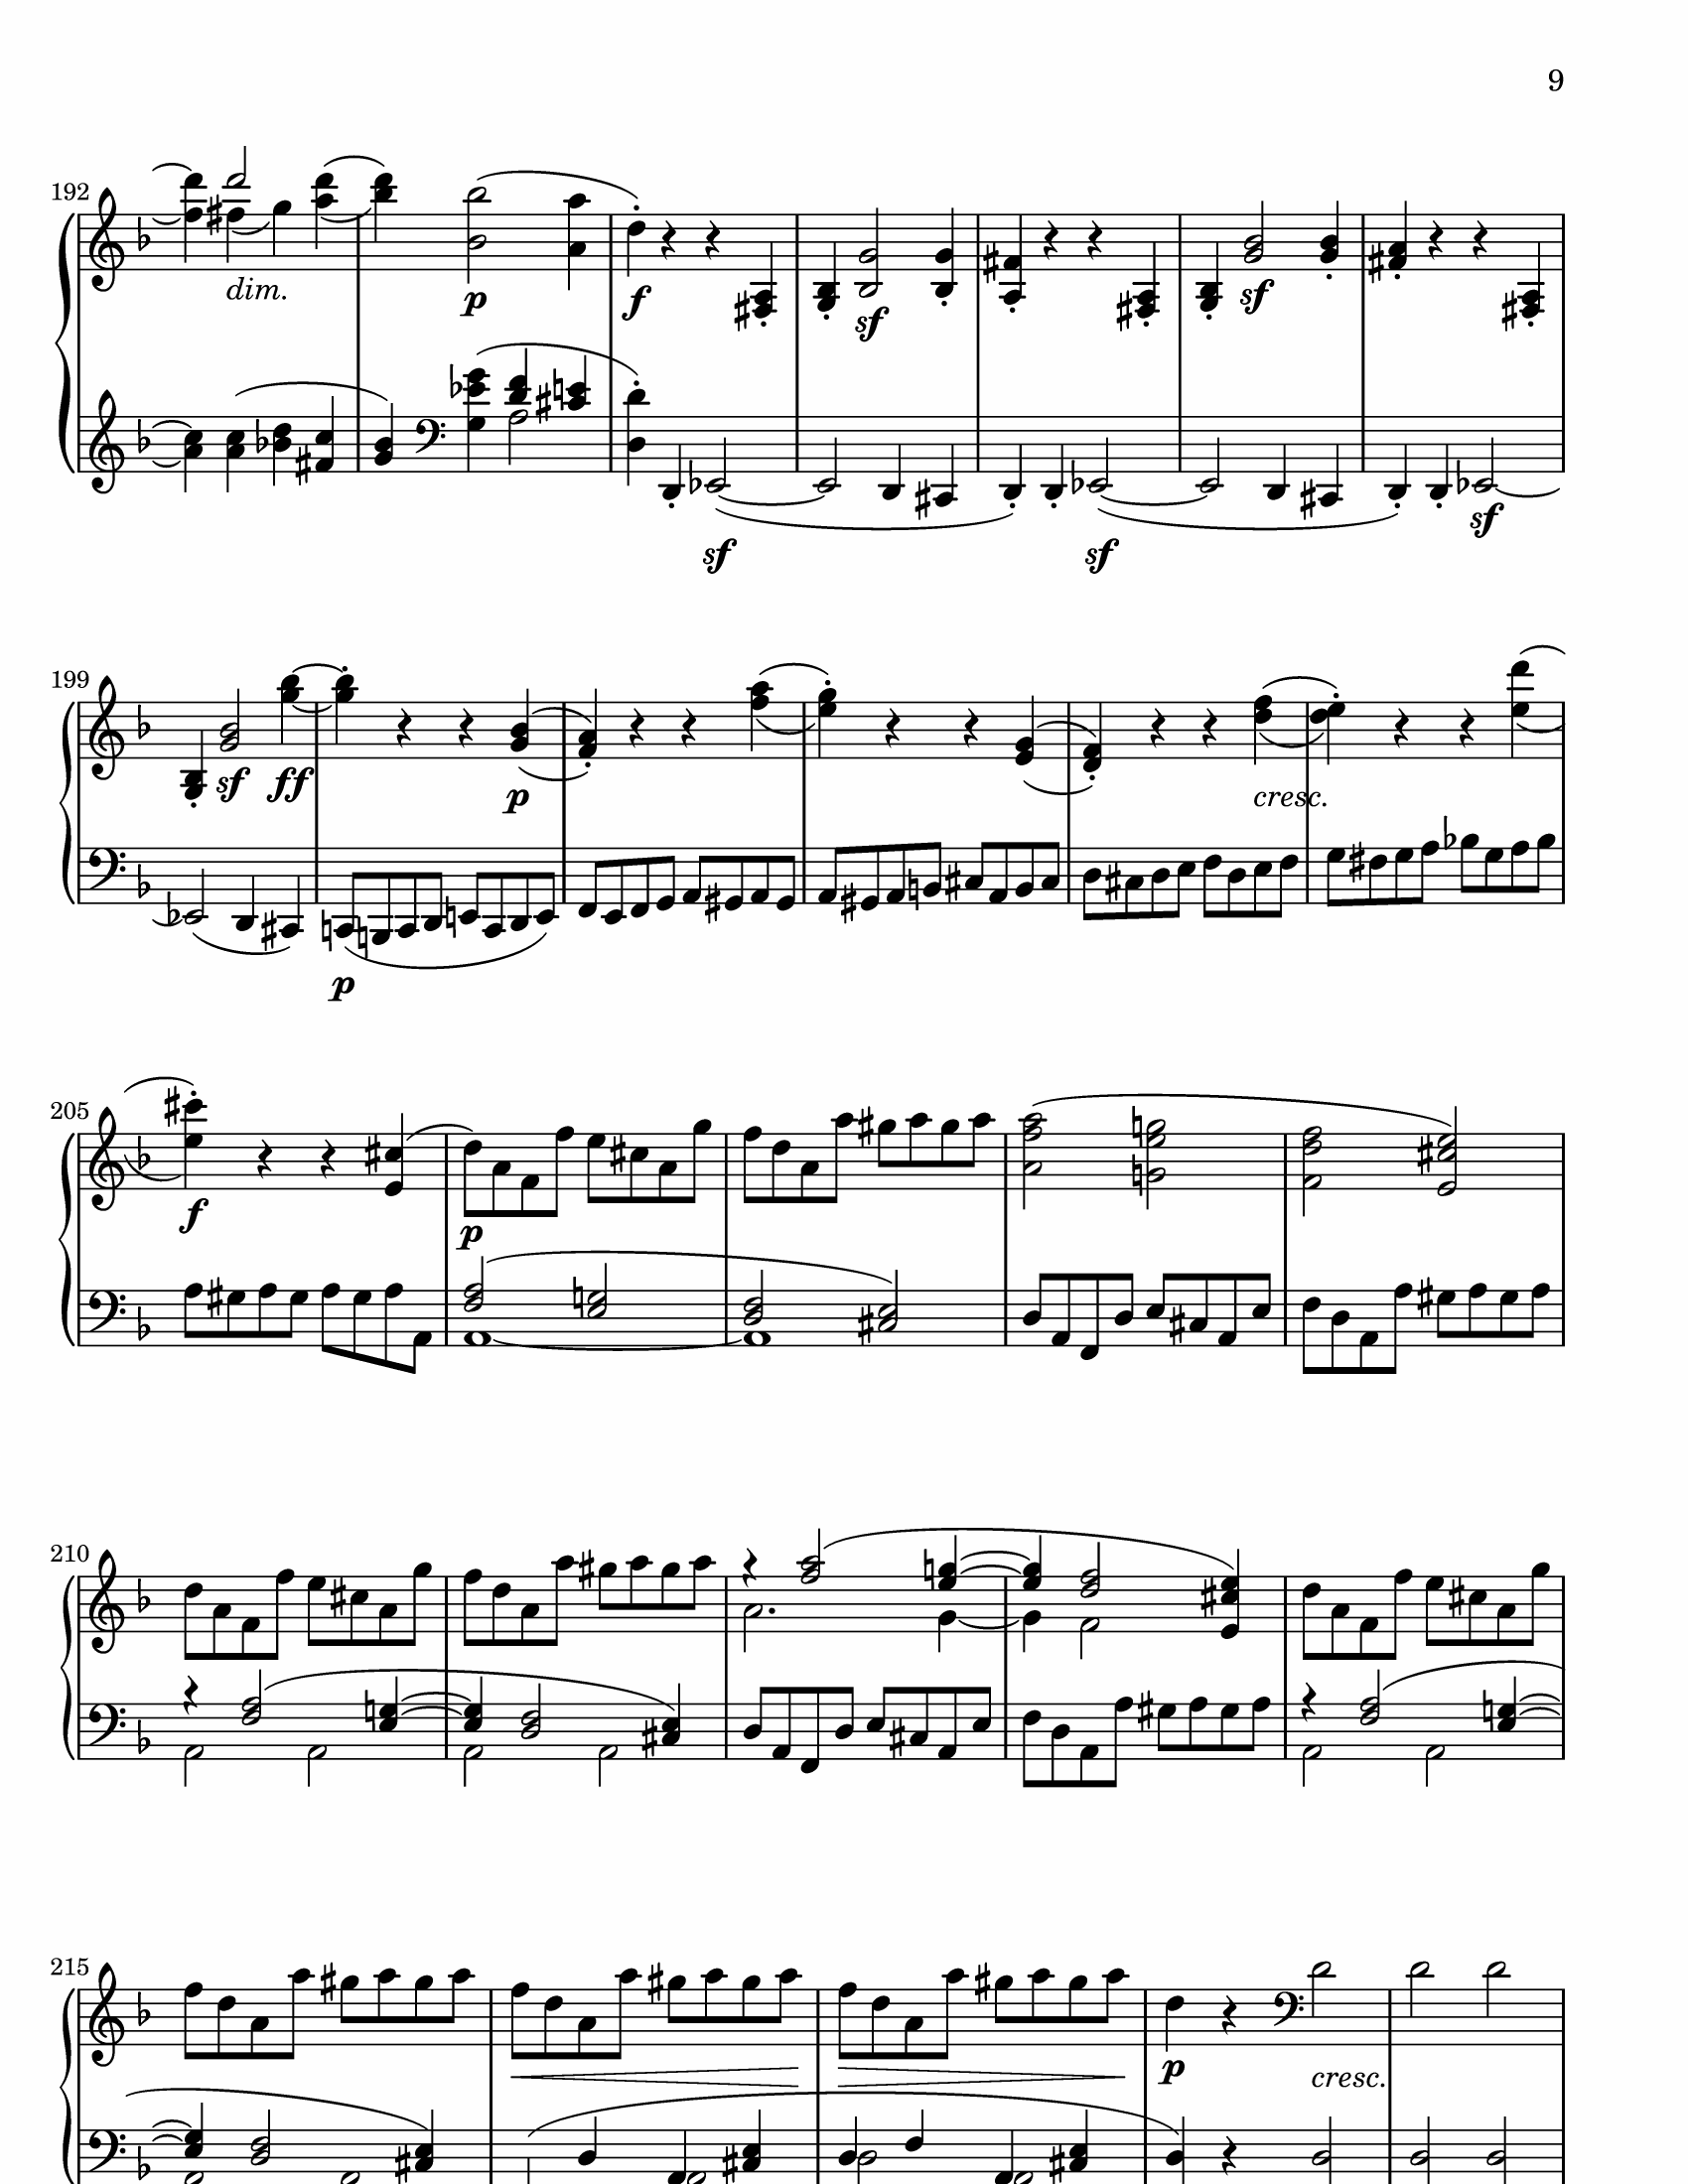 9
192
dim.
p f sf sf
sf sf sf
199
sf ff p
cresc.
p
205
f p
210
215
p
cresc.